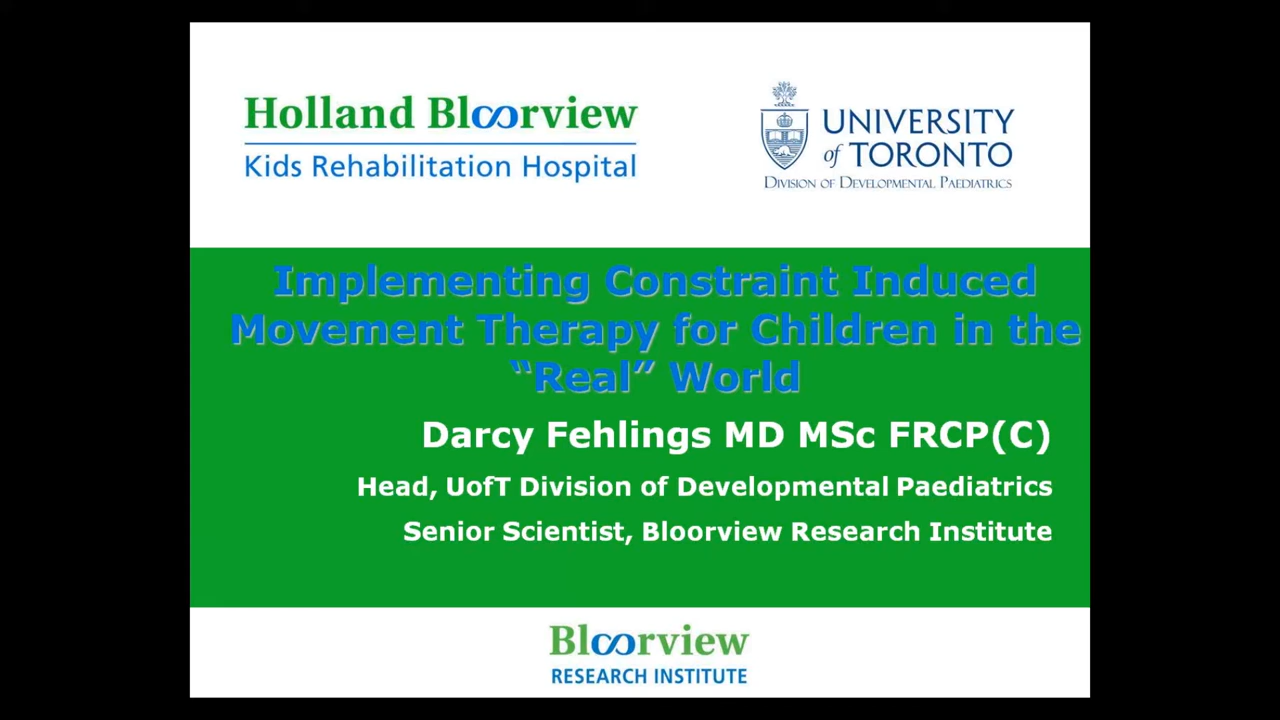 Holland Bloorview
Kids Rehabilitation Hospital
UNIVERSITY
of TORONTO
DIVISION OF DEVELOPMENTAL PAEDIATRICS
Implementing Constraint Induced
Movement Therapy for Children in the
“Real” World
Darcy Fehlings MD MSc FRCP(C)
Head, UofT Division of Developmental Paediatrics
Senior Scientist, Bloorview Research Institute
Bloorview
RESEARCH INSTITUTE